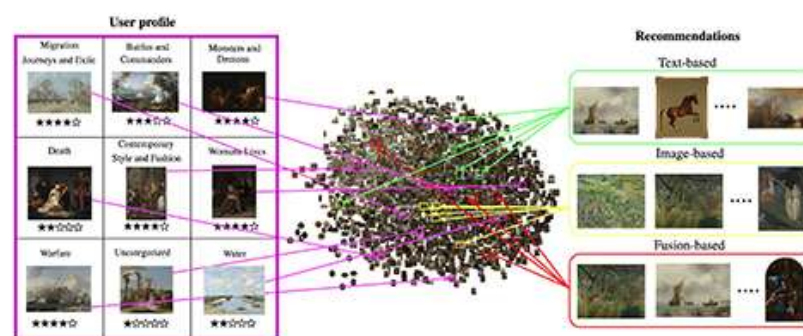 User profile
Migration
Journeys and Exile
★★★★☆
Battles and
Commanders
★★★☆☆
Monsters and
Demons
★★★★☆
Death
★★☆☆☆
Contemporary
Style and Fashion
★★★★☆
Women's Lives
★★★★☆
Warfare
★★★★☆
Uncategorized
★☆☆☆☆
Water
★★☆☆☆
Recommendations
Text-based
Image-based
Fusion-based